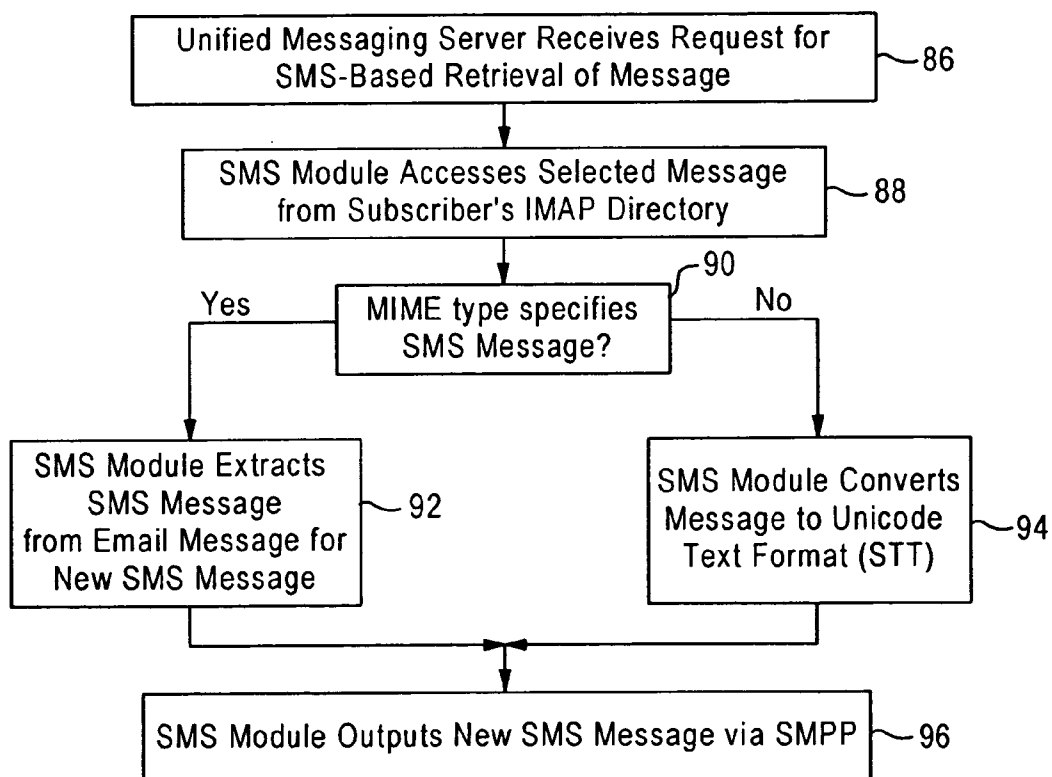 Unified Messaging Server Receives Request for
SMS-Based Retrieval of Message
86
SMS Module Accesses Selected Message
from Subscriber's IMAP Directory
88
90
MIME type specifies
SMS Message?
Yes
No
SMS Module Extracts
SMS Message
from Email Message for
New SMS Message
92
SMS Module Converts
Message to Unicode
Text Format (STT)
94
SMS Module Outputs New SMS Message via SMPP
96